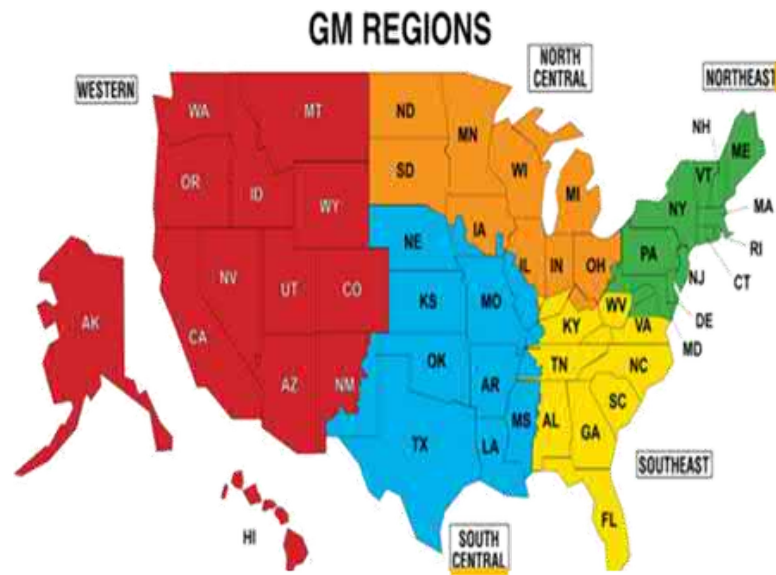 GM REGIONS
WESTERN
NORTH
CENTRAL
NORTHEAST
WA
MT
ND
MN
NH
ME
OR
ID
SD
WI
MI
VT
WY
NY
MA
IA
RI
NE
PA
CT
NV
UT
CO
IL
IN
OH
NJ
KS
MO
WV
DE
AK
CA
KY
VA
MD
OK
TN
NC
AZ
NM
AR
SC
MS
AL
GA
TX
LA
SOUTHEAST
FL
HI
SOUTH
CENTRAL